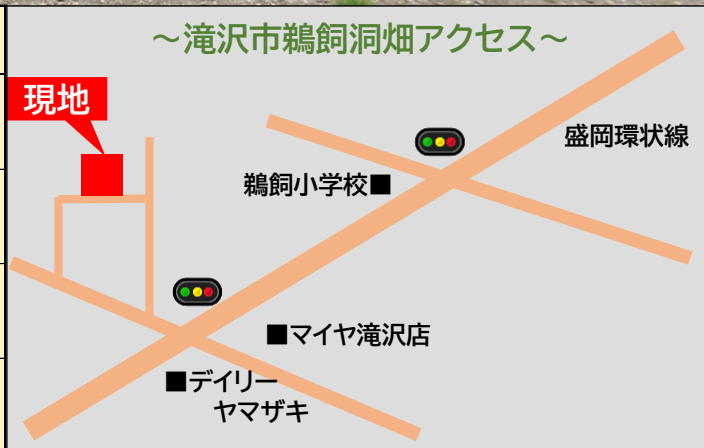 ～滝沢市鵜飼洞畑アクセス～
現地
盛岡環状線
鵜飼小学校■
■マイヤ滝沢店
■デイリー
ヤマザキ